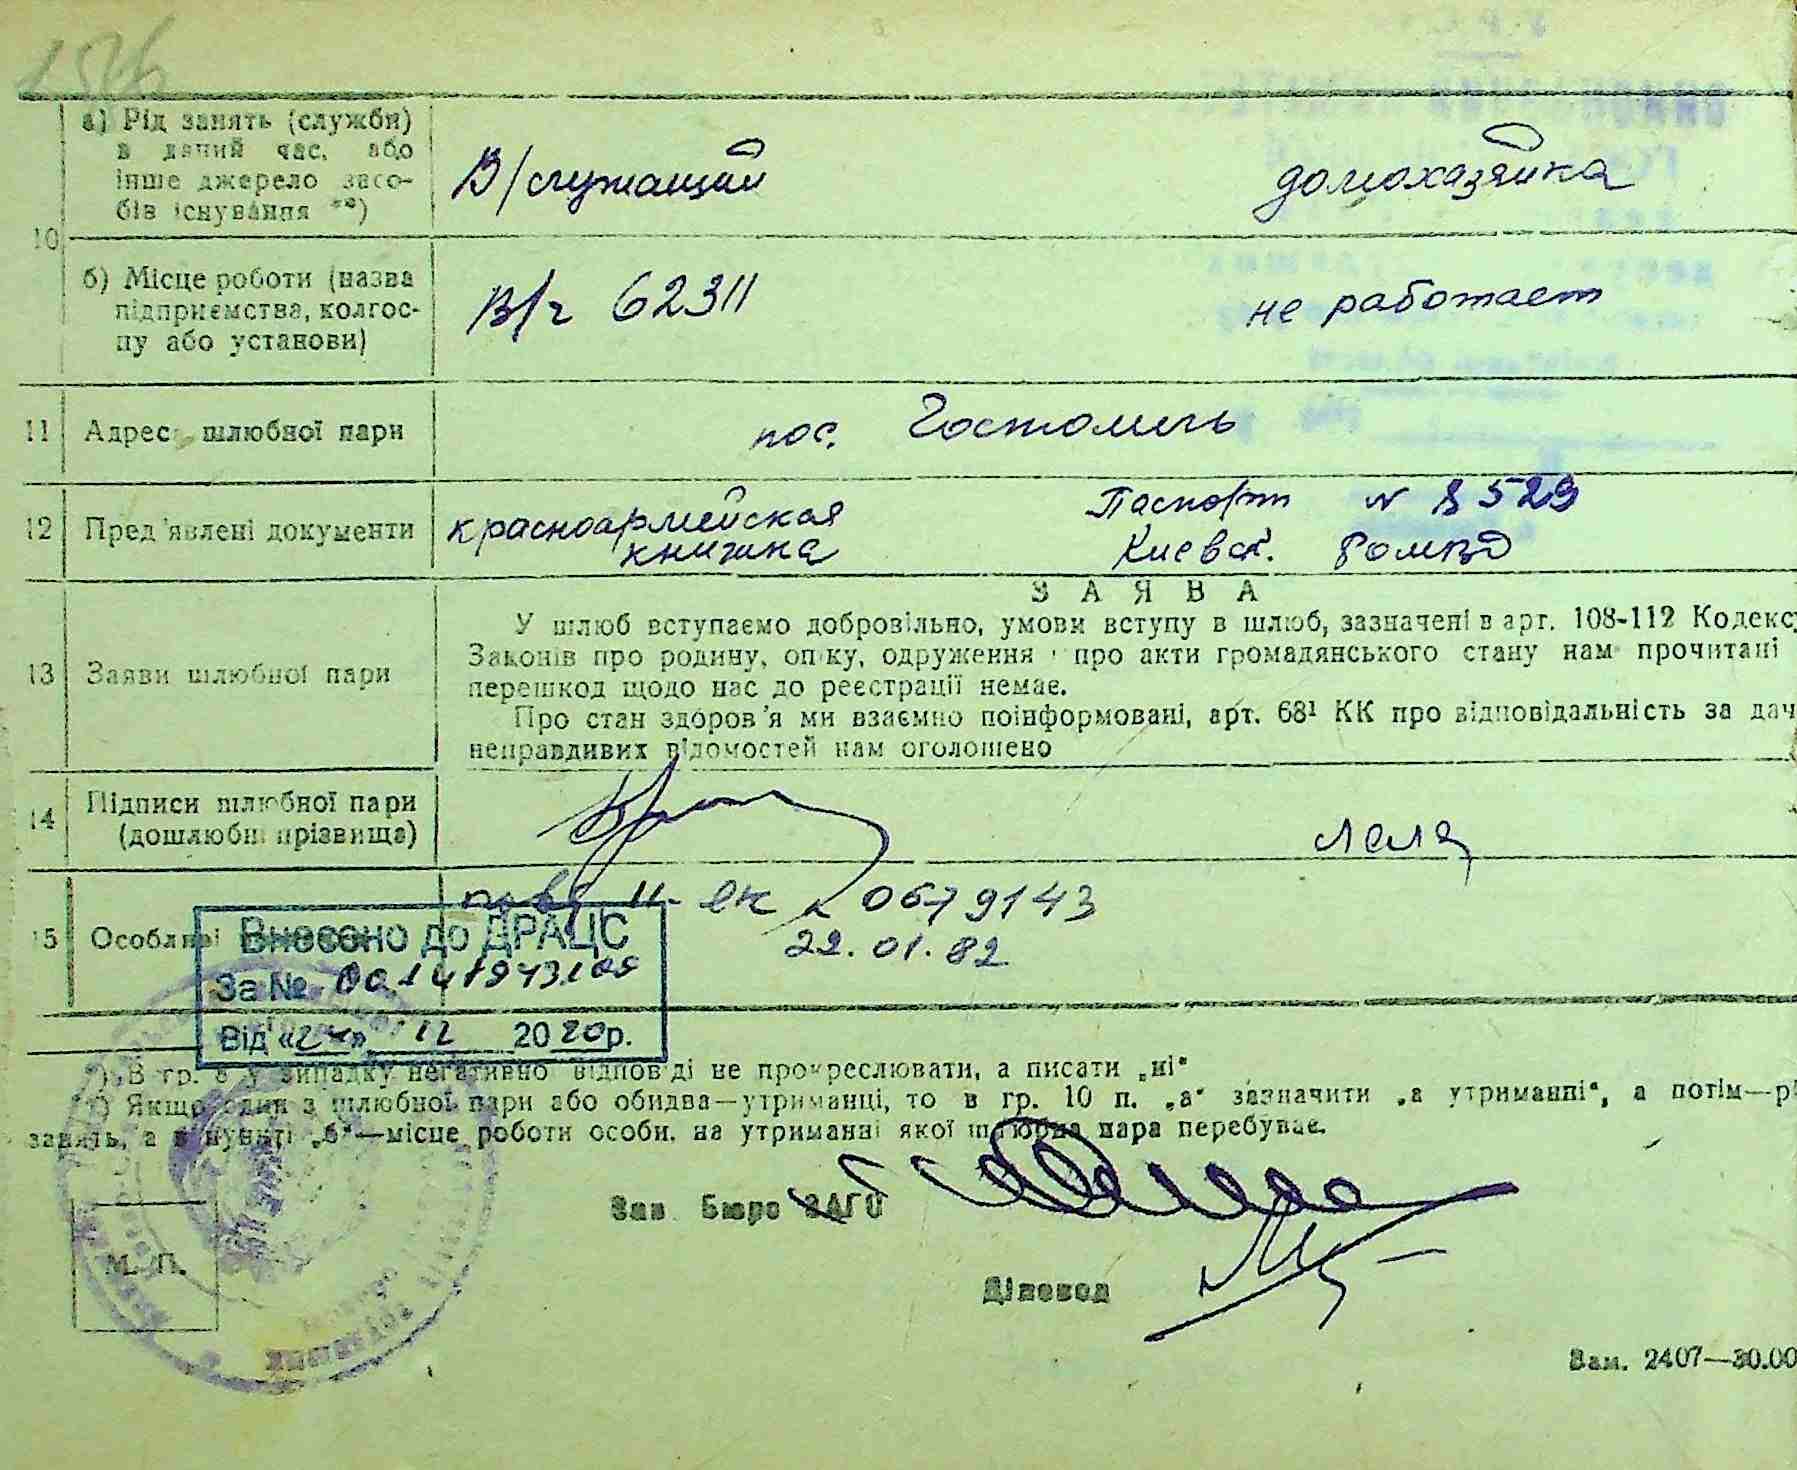 а) Рід занять (служби)
в даний час, або
інше джерело засо-
бів існування **)
В/служащий
домохазяйка
10
б) Місце роботи (назва
підприємства, колгос-
пу або установи)
В/ч 62311
не работает
11 Адреса шлюбної пари
пос. Гостомель
12 Пред'явлені документи
красноармейская
книжка
Паспорт №
Киевск.
13 Заяви шлюбної пари
ЗАЯВА
У шлюб вступаємо добровільно, умови вступу в шлюб, зазначені в арт. 108-112 Кодексу
Законів про родину, опіку, одруження і про акти громадянського стану нам прочитані
перешкод щодо нас до реєстрації немає.
Про стан здоров'я ми взаємно поінформовані, арт. 68¹ КК про відповідальність за дач
неправдивих відомостей нам оголошено
14 Підписи шлюбної пари
(дошлюбні прізвища)
15 Особливі
0679143
22.01.82
Внесено до ДРАЦС
За №
Від « » 12 2020р.
*) В гр. 8 у випадку негативної відповіді не прокреслювати, а писати „ні“
**) Якщо один з шлюбної пари або обидва—утриманці, то в гр. 10 п. „а“ зазначити „а утриманні“, а потім—р
занять, а в пункті „б“—місце роботи особи, на утриманні якої шлюбна пара перебуває.
Зав. Бюро ЗАГС
М. П.
Діловод
Зам. 2407—30.00